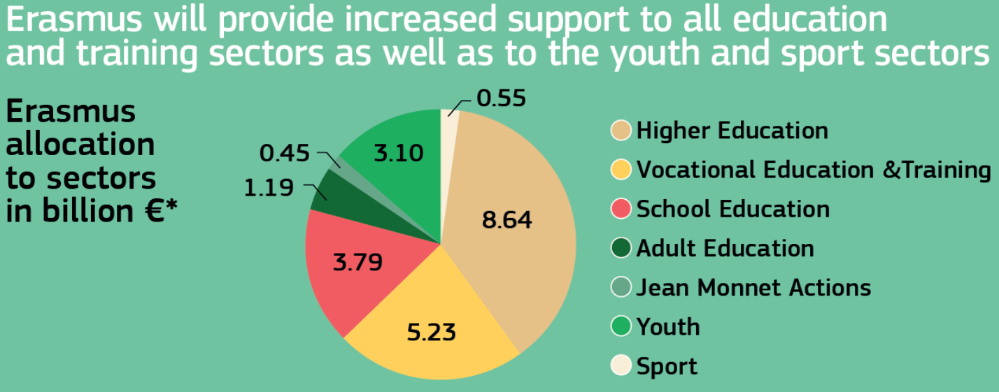 Erasmus will provide increased support to all education
and training sectors as well as to the youth and sport sectors
Erasmus
allocation
to sectors
in billion €*
0.55
0.45
3.10
1.19
8.64
3.79
5.23
Higher Education
Vocational Education &Training
School Education
Adult Education
Jean Monnet Actions
Youth
Sport